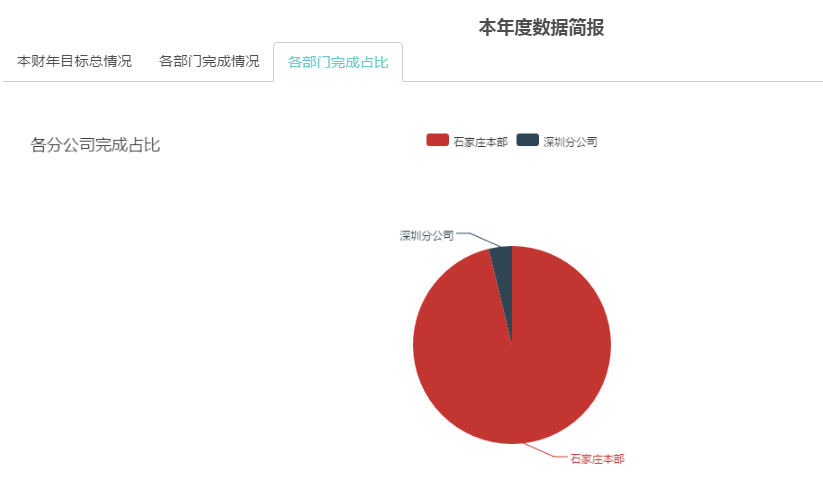 本年度数据简报
本财年目标总情况 各部门完成情况 各部门完成占比
各分公司完成占比
石家庄本部 深圳分公司
深圳分公司
石家庄本部